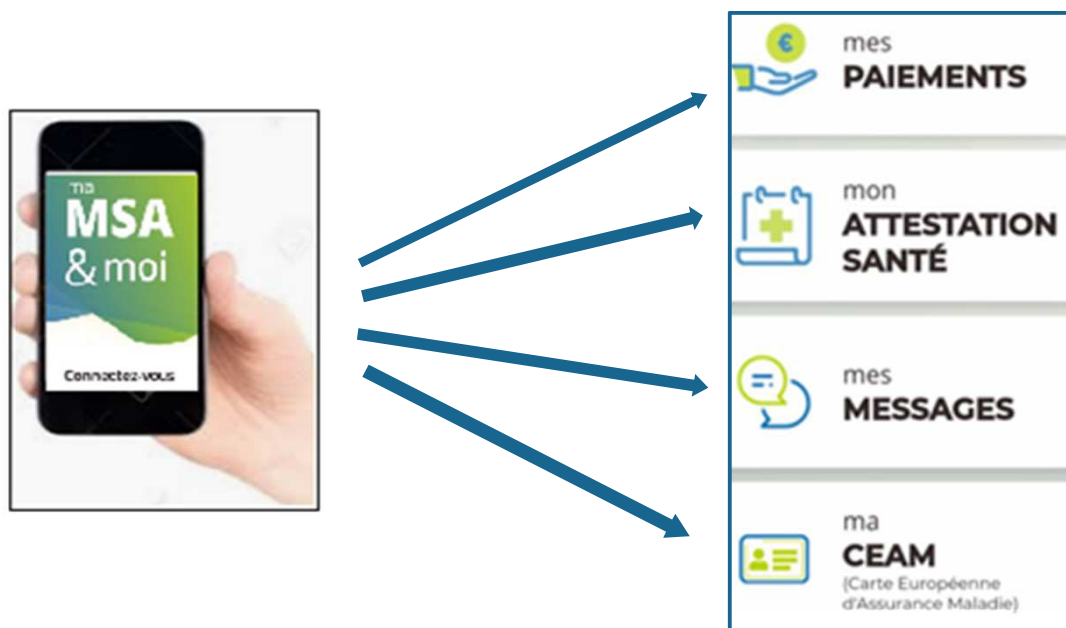 ma
MSA
& moi
Connectez-vous
mes
PAIEMENTS
mon
ATTESTATION
SANTÉ
mes
MESSAGES
ma
CEAM
(Carte Européenne
d'Assurance Maladie)